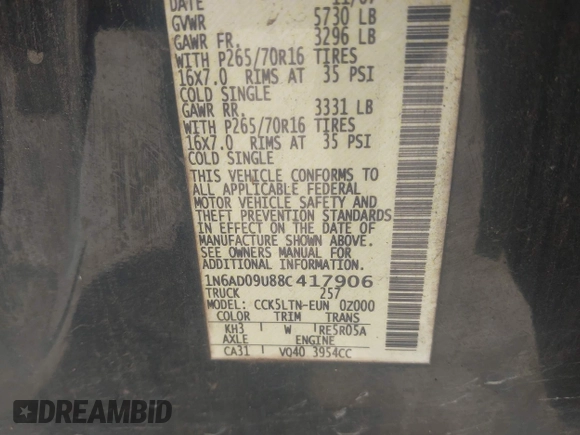 DATE 11/07
GVWR 5730 LB
GAWR FR. 3296 LB
WITH P265/70R16 TIRES
16x7.0 RIMS AT 35 PSI
COLD SINGLE
GAWR RR. 3331 LB
WITH P265/70R16 TIRES
16x7.0 RIMS AT 35 PSI
COLD SINGLE
THIS VEHICLE CONFORMS TO
ALL APPLICABLE FEDERAL
MOTOR VEHICLE SAFETY AND
THEFT PREVENTION STANDARDS
IN EFFECT ON THE DATE OF
MANUFACTURE SHOWN ABOVE.
SEE OWNERS MANUAL FOR
ADDITIONAL INFORMATION.
1N6AD09U88C417906
TRUCK 257
MODEL: CCK5LTN-EUN 0Z000
COLOR TRIM TRANS
KH3 W RE5R05A
AXLE ENGINE
CA31 VQ40 3954CC
DREAMBID